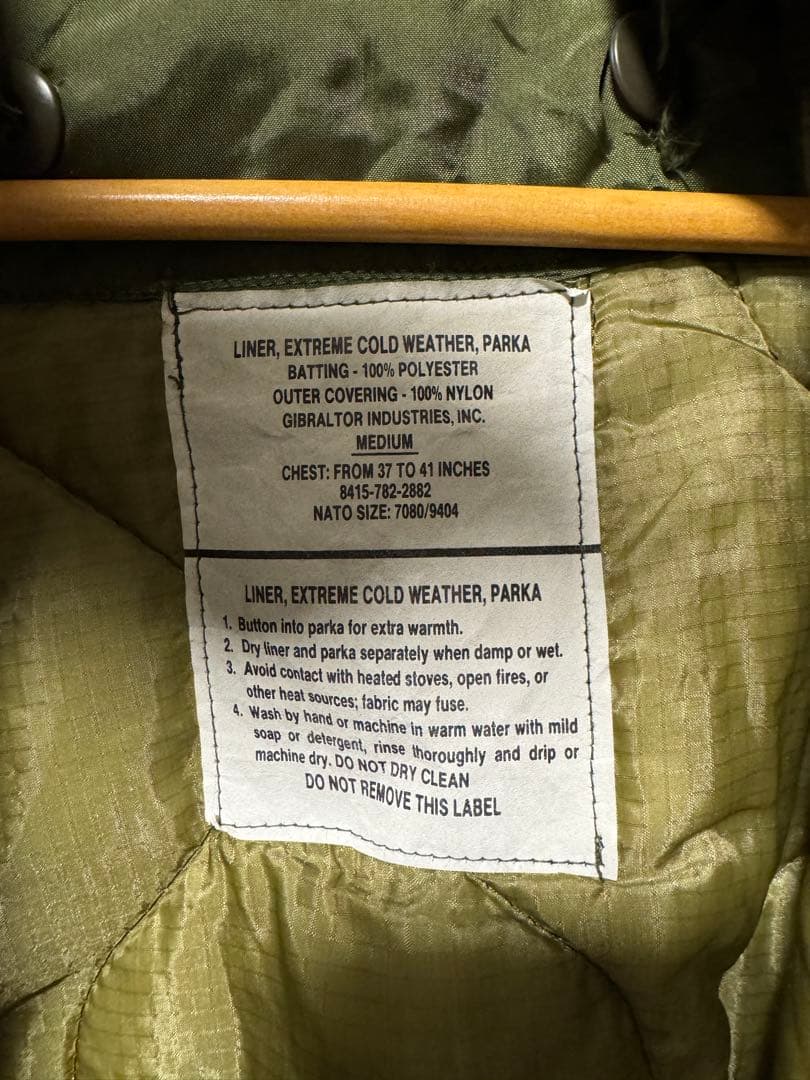 LINER, EXTREME COLD WEATHER, PARKA
BATTING - 100% POLYESTER
OUTER COVERING - 100% NYLON
GIBRALTOR INDUSTRIES, INC.
MEDIUM
CHEST: FROM 37 TO 41 INCHES
8415-782-2882
NATO SIZE: 7080/9404
LINER, EXTREME COLD WEATHER, PARKA
1. Button into parka for extra warmth.
2. Dry liner and parka separately when damp or wet.
3. Avoid contact with heated stoves, open fires, or
other heat sources; fabric may fuse.
4. Wash by hand or machine in warm water with mild
soap or detergent, rinse thoroughly and drip or
machine dry. DO NOT DRY CLEAN
DO NOT REMOVE THIS LABEL